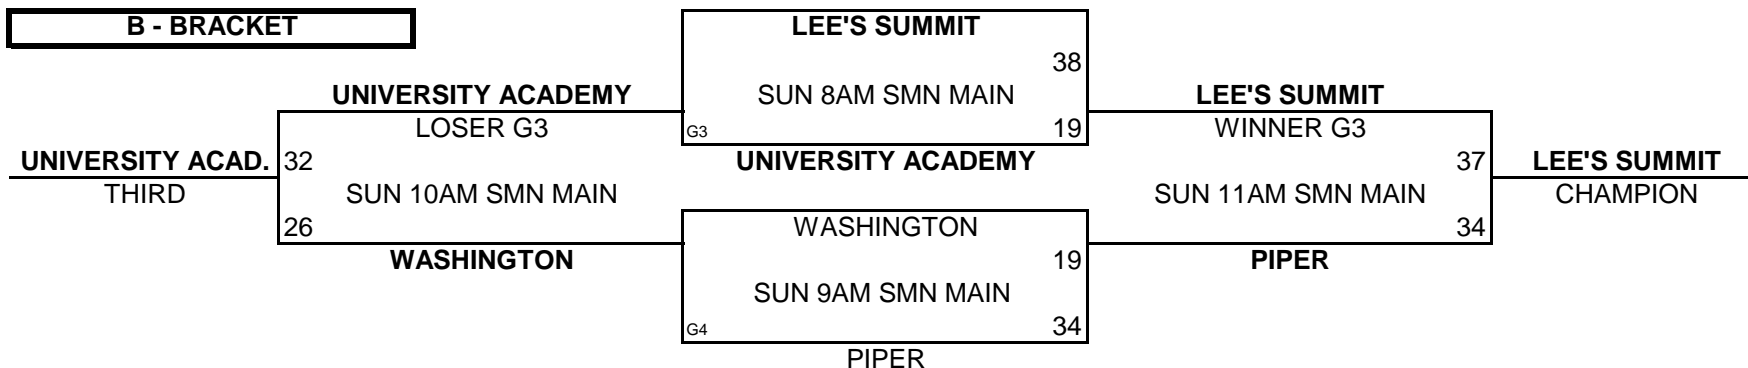 B - BRACKET
LEE'S SUMMIT
38
UNIVERSITY ACADEMY
SUN 8AM SMN MAIN
LEE'S SUMMIT
LOSER G3
G3
19
WINNER G3
UNIVERSITY ACAD.
32
UNIVERSITY ACADEMY
37
LEE'S SUMMIT
THIRD
SUN 10AM SMN MAIN
SUN 11AM SMN MAIN
CHAMPION
26
WASHINGTON
34
WASHINGTON
19
PIPER
SUN 9AM SMN MAIN
G4
34
PIPER